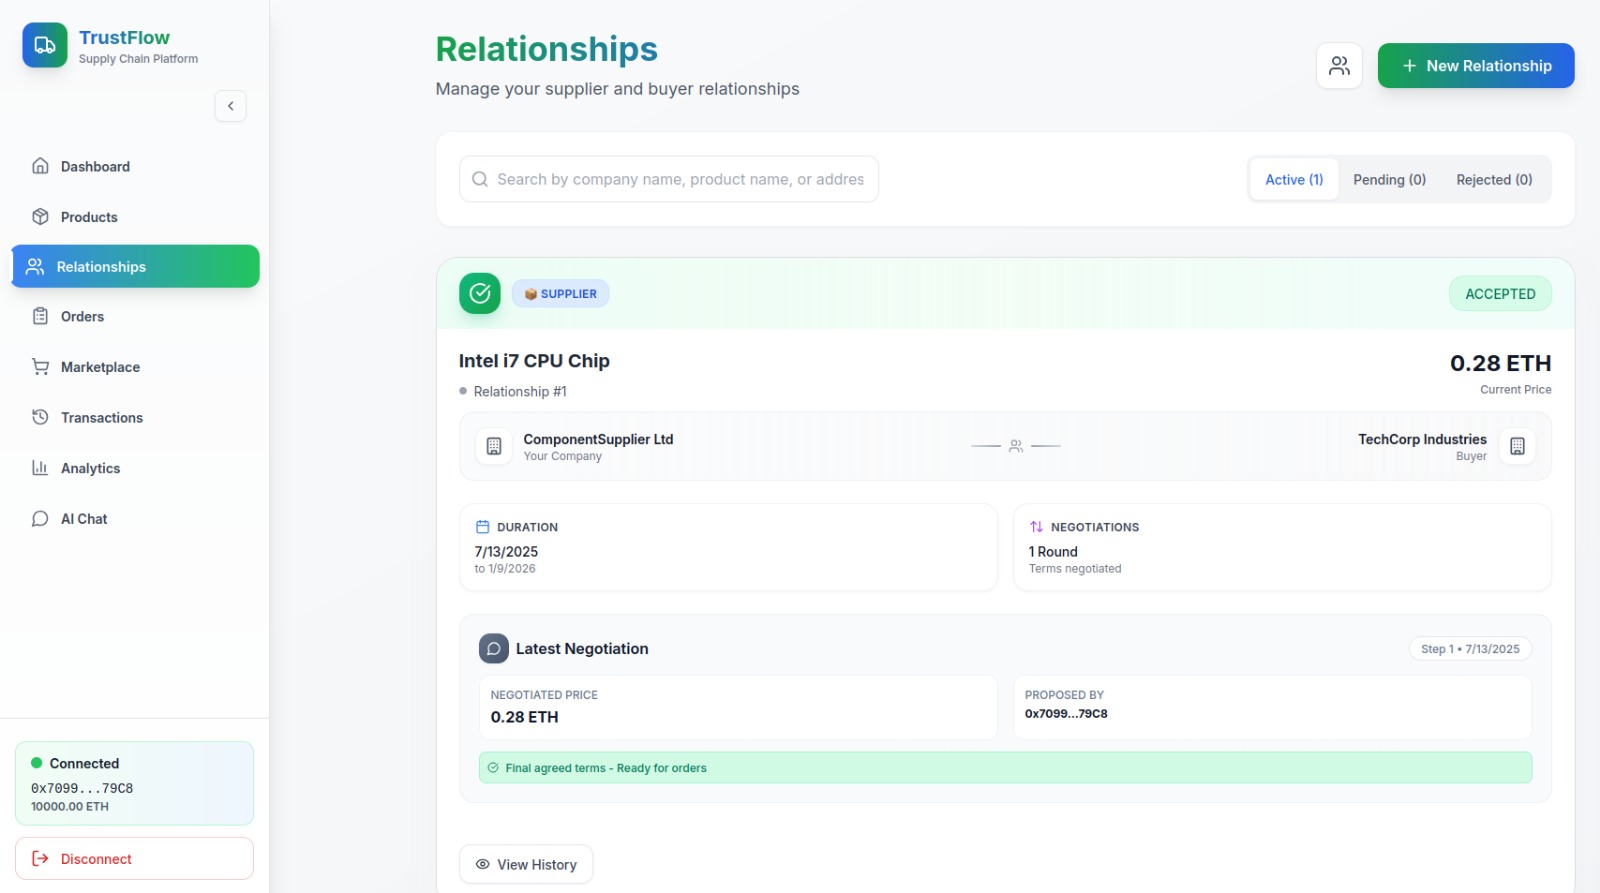 TrustFlow
Supply Chain Platform
Dashboard
Products
Relationships
Orders
Marketplace
Transactions
Analytics
AI Chat
Connected
0x7099...79C8
10000.00 ETH
Disconnect
Relationships
Manage your supplier and buyer relationships
New Relationship
Search by company name, product name, or addres
Active (1)
Pending (0)
Rejected (0)
SUPPLIER
ACCEPTED
Intel i7 CPU Chip
0.28 ETH
Relationship #1
Current Price
ComponentSupplier Ltd
Your Company
TechCorp Industries
Buyer
DURATION
7/13/2025
to 1/9/2026
NEGOTIATIONS
1 Round
Terms negotiated
Latest Negotiation
Step 1 • 7/13/2025
NEGOTIATED PRICE
0.28 ETH
PROPOSED BY
0x7099...79C8
Final agreed terms - Ready for orders
View History